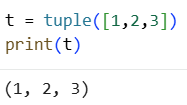 t = tuple([1,2,3])
print(t)
(1, 2, 3)